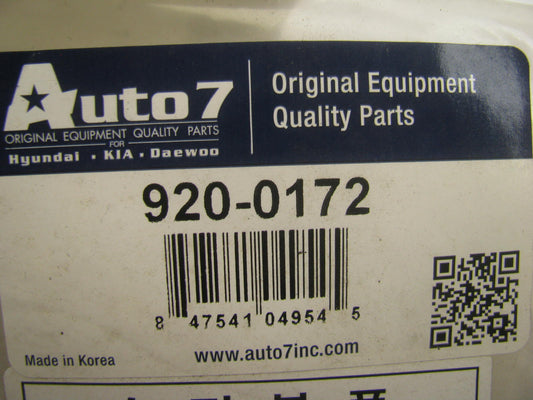 Auto 7
ORIGINAL EQUIPMENT QUALITY PARTS
FOR
Hyundai • KIA • Daewoo
Original Equipment
Quality Parts
920-0172
8 47541 04954 5
Made in Korea
www.auto7inc.com